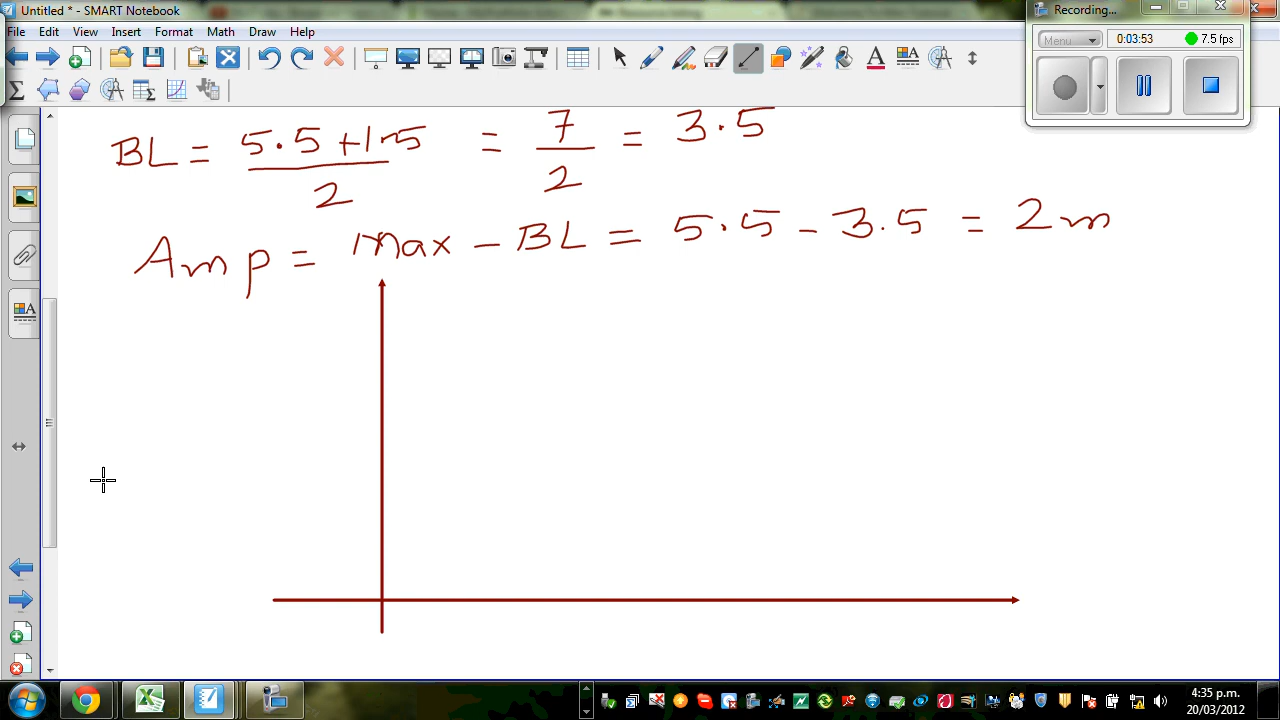 Untitled * - SMART Notebook
Recording...
File Edit View Insert Format Math Draw Help
Menu 0:03:53 7.5 fps
BL = 5.5 + 1.5 / 2 = 7 / 2 = 3.5
Amp = max - BL = 5.5 - 3.5 = 2 m
4:35 p.m.
20/03/2012